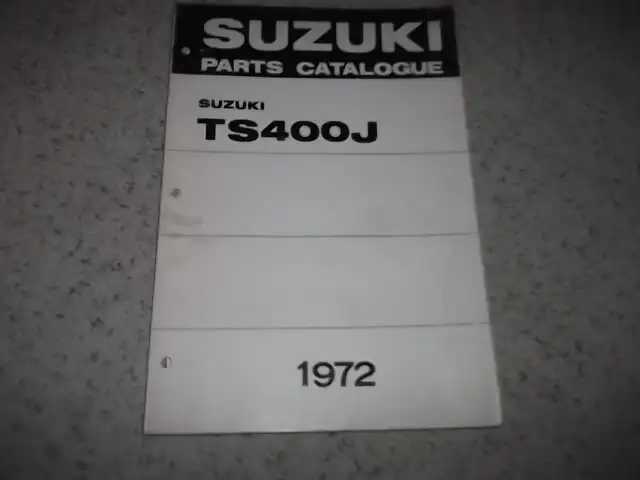 SUZUKI
PARTS CATALOGUE
SUZUKI
TS400J
1972